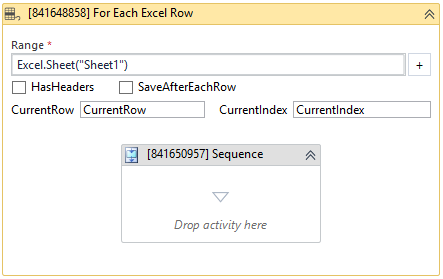 [841648858] For Each Excel Row
Range *
Excel.Sheet("Sheet1")
+
HasHeaders SaveAfterEachRow
CurrentRow CurrentRow CurrentIndex CurrentIndex
[841650957] Sequence
Drop activity here